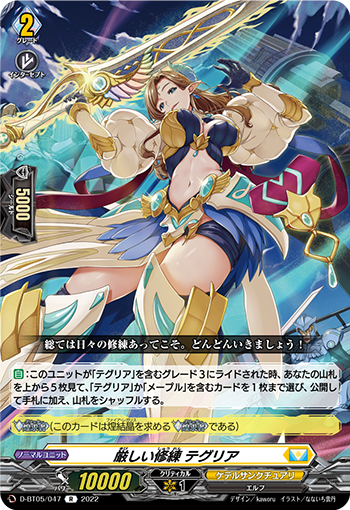 2
グレード
インターセプト
5000
シールド
総ては日々の修練あってこそ。どんどんいきましょう！
自：このユニットが「テグリア」を含むグレード３にライドされた時、あなたの山札
を上から５枚見て、「テグリア」か「メープル」を含むカードを１枚まで選び、公開し
て手札に加え、山札をシャッフルする。
(このカードは煌結晶を求める
である)
ノーマルユニット
厳しい修練 テグリア
パワー
10000
クリティカル
1
ケテルサンクチュアリ
エルフ
D-BT05/047 R 2022
デザイン／kaworu イラスト／なないろ雲丹